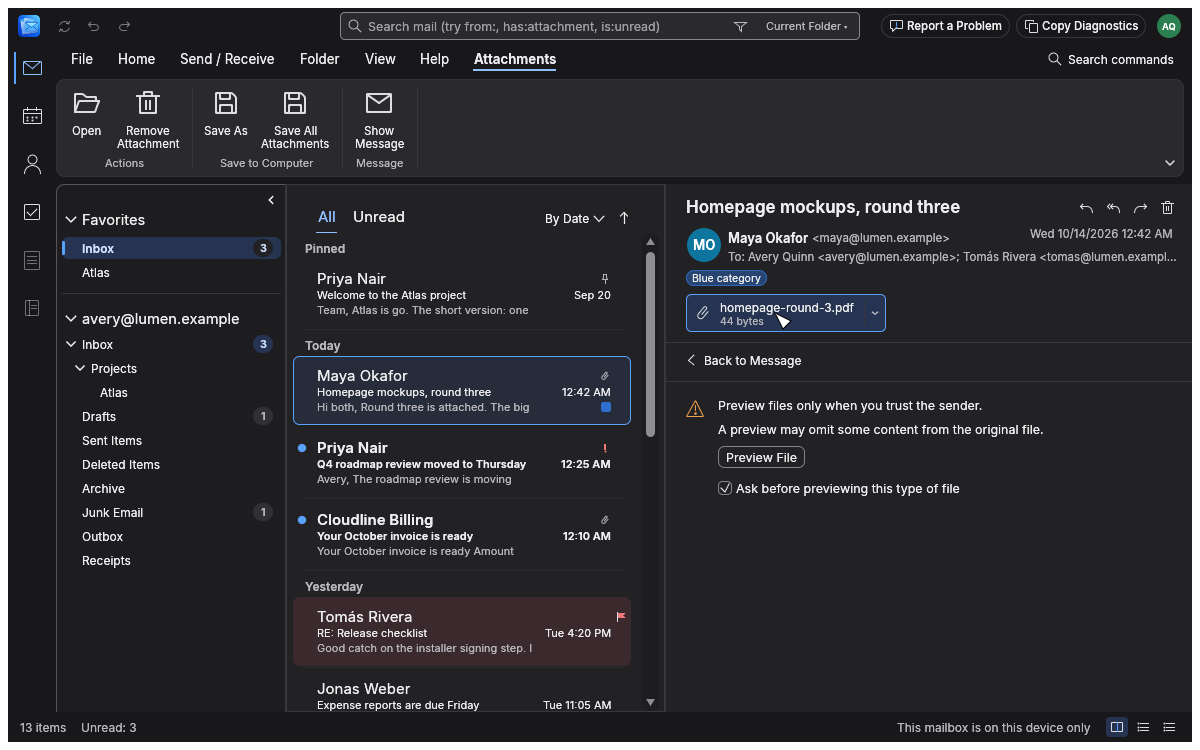 Search mail (try from:, has:attachment, is:unread)
Current Folder
Report a Problem
Copy Diagnostics
AQ
File
Home
Send / Receive
Folder
View
Help
Attachments
Search commands
Open
Remove Attachment
Actions
Save As
Save All Attachments
Save to Computer
Show Message
Message
Favorites
Inbox 3
Atlas
avery@lumen.example
Inbox 3
Projects
Atlas
Drafts 1
Sent Items
Deleted Items
Archive
Junk Email 1
Outbox
Receipts
All
Unread
By Date
Pinned
Priya Nair
Welcome to the Atlas project Sep 20
Team, Atlas is go. The short version: one
Today
Maya Okafor
Homepage mockups, round three 12:42 AM
Hi both, Round three is attached. The big
Priya Nair
Q4 roadmap review moved to Thursday 12:25 AM
Avery, The roadmap review is moving
Cloudline Billing
Your October invoice is ready 12:10 AM
Your October invoice is ready Amount
Yesterday
Tomás Rivera
RE: Release checklist Tue 4:20 PM
Good catch on the installer signing step. I
Jonas Weber
Expense reports are due Friday Tue 11:05 AM
Homepage mockups, round three
MO
Maya Okafor <maya@lumen.example>
Wed 10/14/2026 12:42 AM
To: Avery Quinn <avery@lumen.example>; Tomás Rivera <tomas@lumen.exampl...
Blue category
homepage-round-3.pdf
44 bytes
Back to Message
Preview files only when you trust the sender.
A preview may omit some content from the original file.
Preview File
Ask before previewing this type of file
13 items
Unread: 3
This mailbox is on this device only